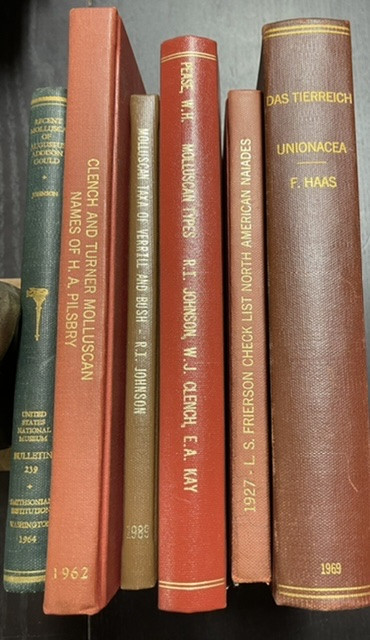 RECENT
MOLLUSCA
OF
AUGUSTUS
ADDISON
GOULD
JOHNSON
UNITED
STATES
NATIONAL
MUSEUM
BULLETIN
239
SMITHSONIAN
INSTITUTION
WASHINGTON
1964
CLENCH AND TURNER MOLLUSCAN
NAMES OF H. A. PILSBRY
1962
MOLLUSCAN TAXA OF VERRILL AND BUSH - R.I. JOHNSON
1989
PEASE, W.H. MOLLUSCAN TYPES R.I. JOHNSON, W.J. CLENCH, E.A. KAY
1927 - L. S. FRIERSON CHECK LIST NORTH AMERICAN NAIADES
DAS TIERREICH
UNIONACEA
F. HAAS
1969